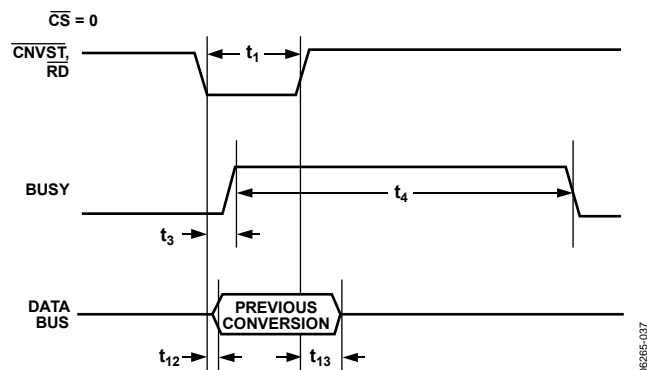 CS = 0
CNVST,
RD
t1
BUSY
t4
t3
DATA
BUS
PREVIOUS
CONVERSION
t12
t13
06265-037